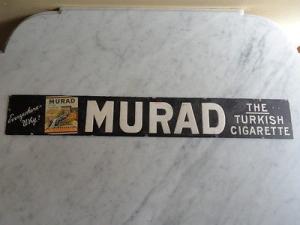 Everywhere-
Why?
MURAD
MURAD
THE
TURKISH
CIGARETTE